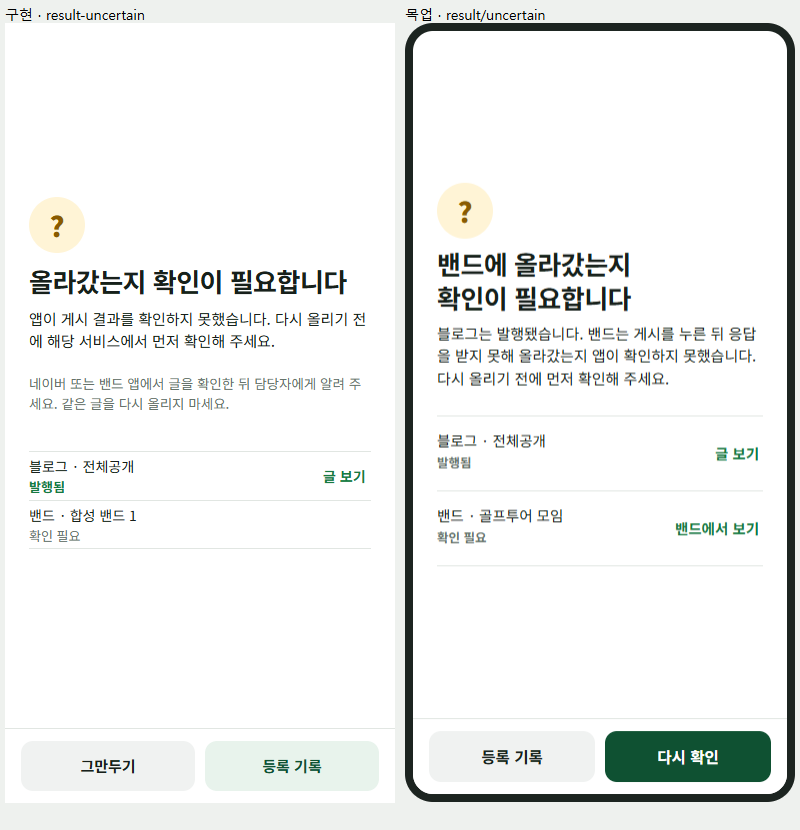 구현 · result-uncertain
?
올라갔는지 확인이 필요합니다
앱이 게시 결과를 확인하지 못했습니다. 다시 올리기 전
에 해당 서비스에서 먼저 확인해 주세요.
네이버 또는 밴드 앱에서 글을 확인한 뒤 담당자에게 알려 주
세요. 같은 글을 다시 올리지 마세요.
블로그 · 전체공개
발행됨
글 보기
밴드 · 합성 밴드 1
확인 필요
그만두기
등록 기록
목업 · result/uncertain
?
밴드에 올라갔는지
확인이 필요합니다
블로그는 발행됐습니다. 밴드는 게시를 누른 뒤 응답
을 받지 못해 올라갔는지 앱이 확인하지 못했습니다.
다시 올리기 전에 먼저 확인해 주세요.
블로그 · 전체공개
발행됨
글 보기
밴드 · 골프투어 모임
확인 필요
밴드에서 보기
등록 기록
다시 확인